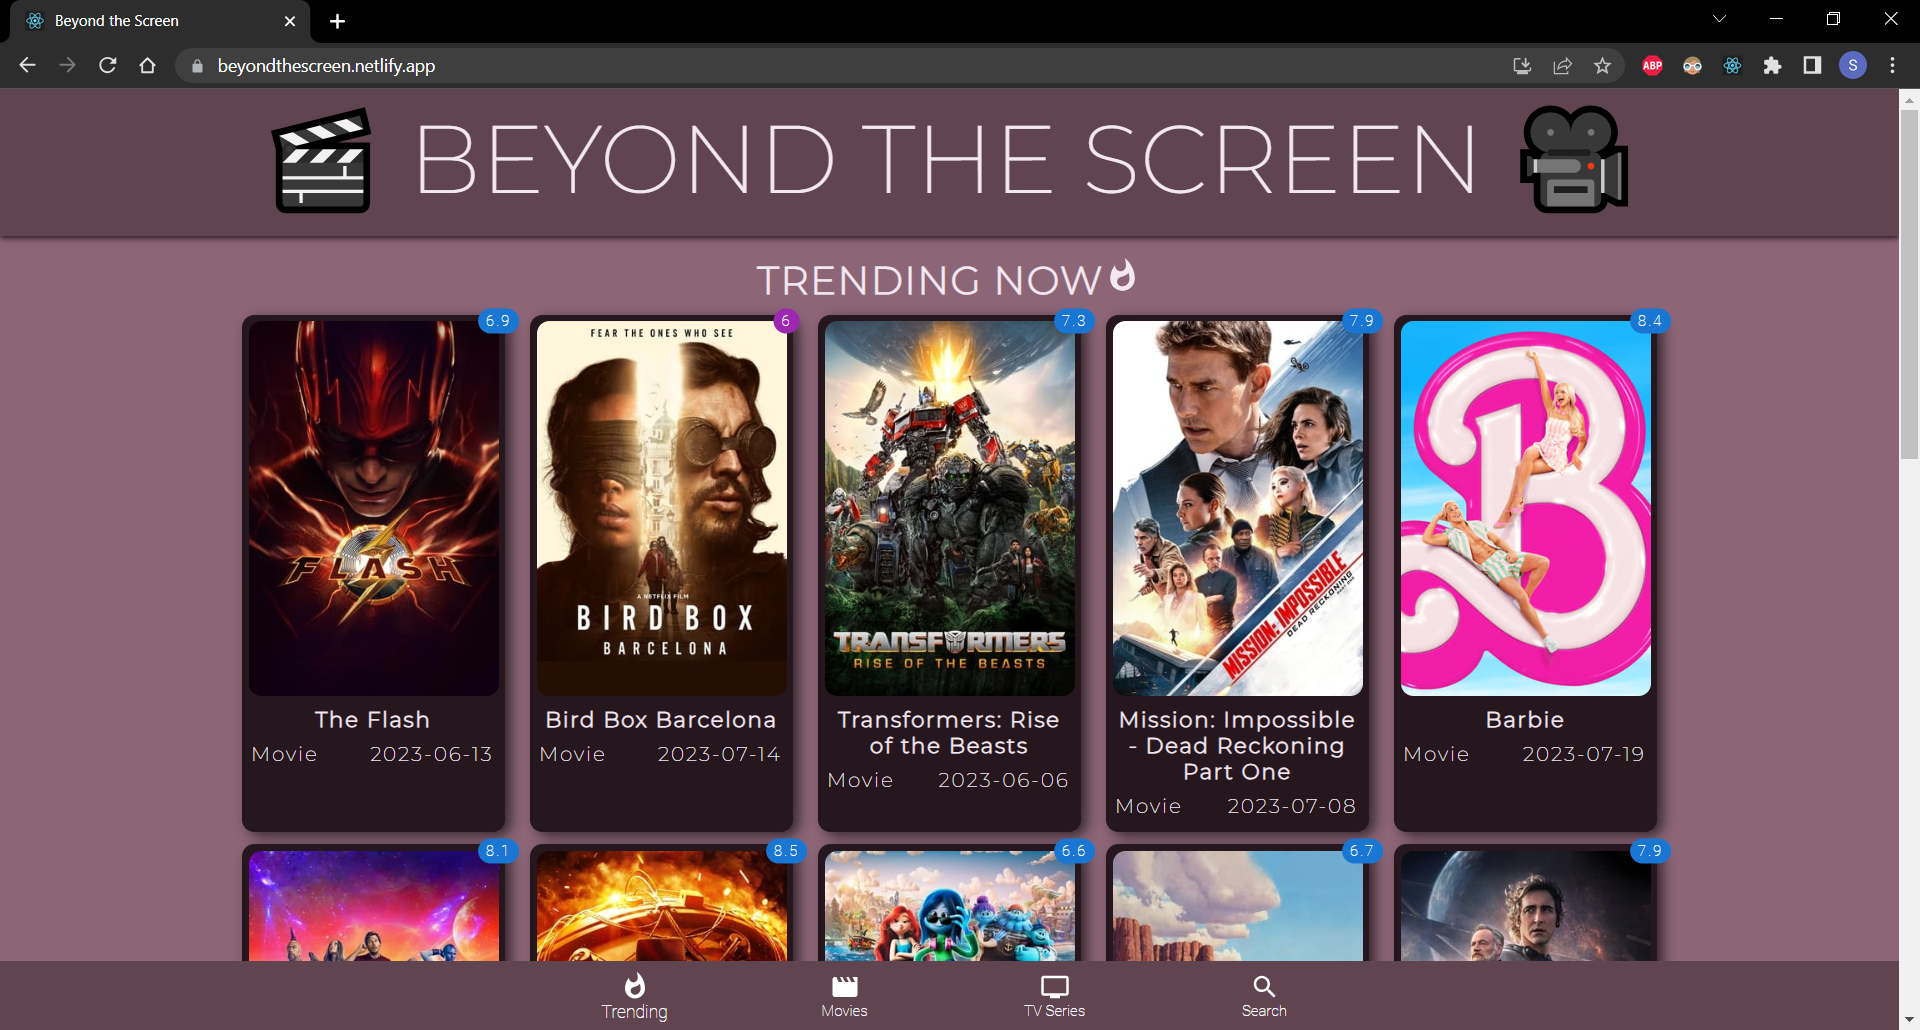 Beyond the Screen
beyondthescreen.netlify.app
ABP
S
BEYOND THE SCREEN
TRENDING NOW
6.9
6
7.3
7.9
8.4
FLASH
FEAR THE ONES WHO SEE
A NETFLIX FILM
BIRD BOX
BARCELONA
TRANSFORMERS
RISE OF THE BEASTS
MISSION: IMPOSSIBLE
DEAD RECKONING
B
The Flash
Movie 2023-06-13
Bird Box Barcelona
Movie 2023-07-14
Transformers: Rise
of the Beasts
Movie 2023-06-06
Mission: Impossible
- Dead Reckoning
Part One
Movie 2023-07-08
Barbie
Movie 2023-07-19
8.1
8.5
6.6
6.7
7.9
Trending
Movies
TV Series
Search